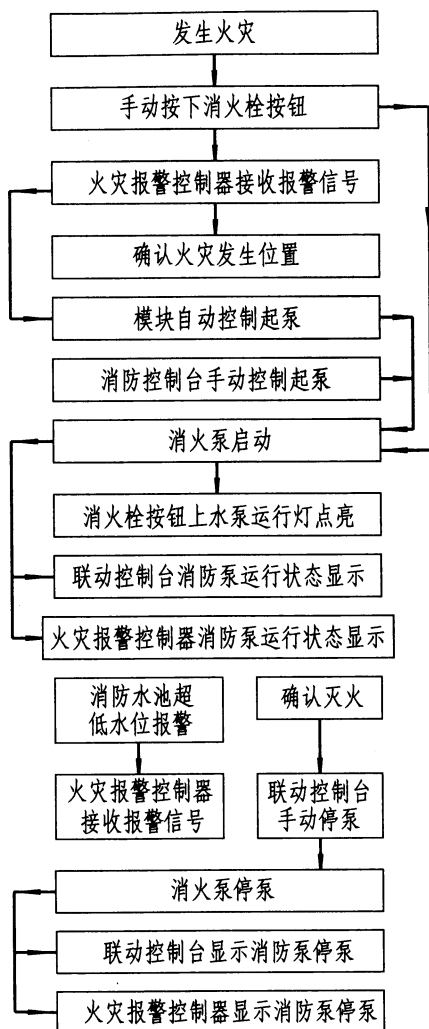 发生火灾
手动按下消火栓按钮
火灾报警控制器接收报警信号
确认火灾发生位置
模块自动控制起泵
消防控制台手动控制起泵
消火泵启动
消火栓按钮上水泵运行灯点亮
联动控制台消防泵运行状态显示
火灾报警控制器消防泵运行状态显示
消防水池超
低水位报警
确认灭火
火灾报警控制器
接收报警信号
联动控制台
手动停泵
消火泵停泵
联动控制台显示消防泵停泵
火灾报警控制器显示消防泵停泵